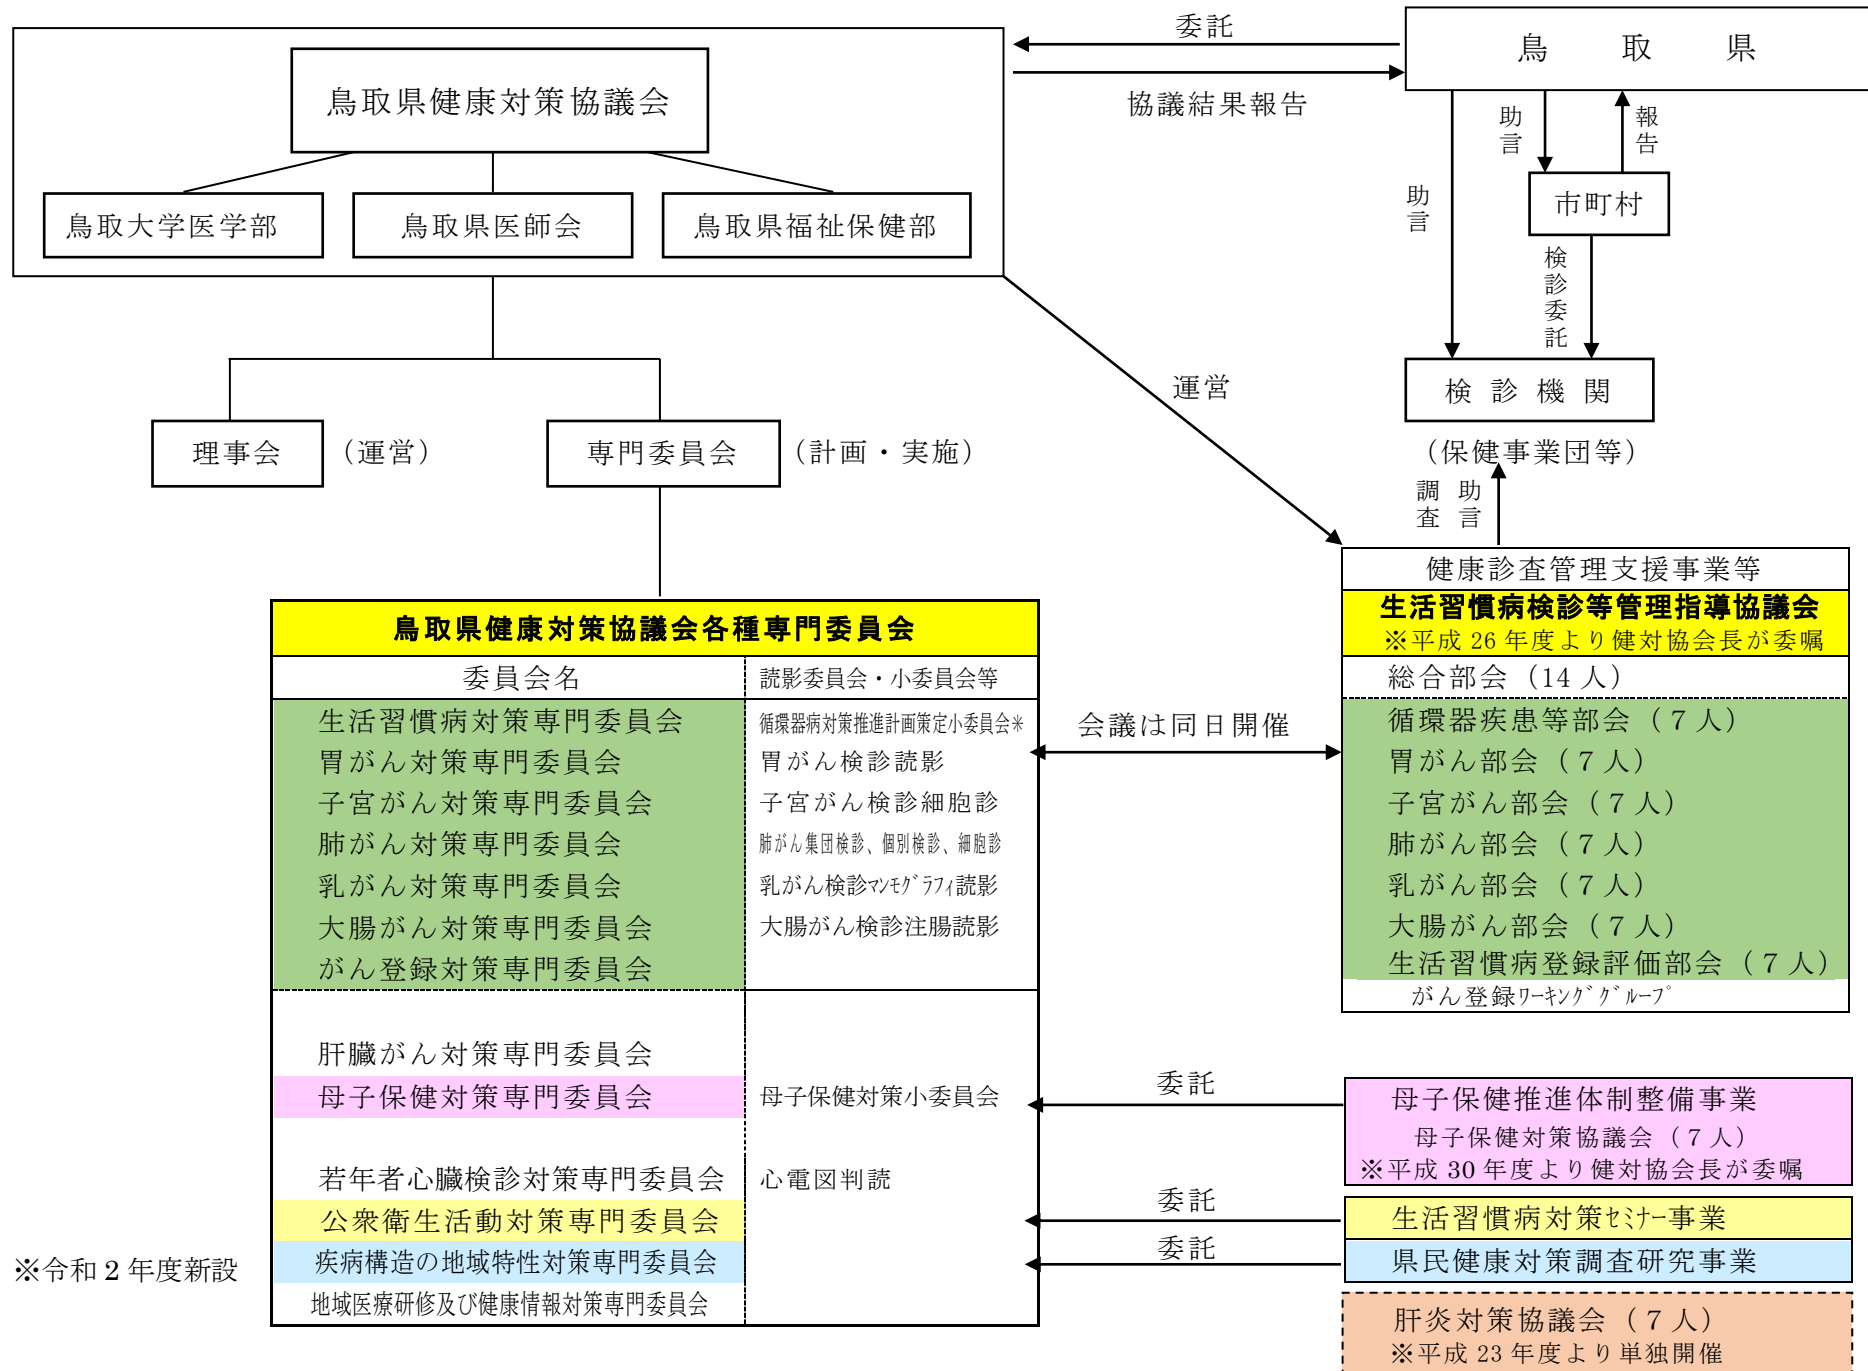 委託
鳥取県
鳥取県健康対策協議会
協議結果報告
助言
報告
助言
市町村
鳥取大学医学部
鳥取県医師会
鳥取県福祉保健部
検診委託
運営
検診機関
(保健事業団等)
理事会
(運営)
専門委員会
(計画・実施)
調査
助言
健康診査管理支援事業等
生活習慣病検診等管理指導協議会
※平成26年度より健対協会長が委嘱
総合部会(14人)
循環器疾患等部会(7人)
胃がん部会(7人)
子宮がん部会(7人)
肺がん部会(7人)
乳がん部会(7人)
大腸がん部会(7人)
生活習慣病登録評価部会(7人)
がん登録ワーキンググループ
鳥取県健康対策協議会各種専門委員会
委員会名
読影委員会・小委員会等
生活習慣病対策専門委員会
循環器病対策推進計画策定小委員会※
会議は同日開催
胃がん対策専門委員会
胃がん検診読影
子宮がん対策専門委員会
子宮がん検診細胞診
肺がん対策専門委員会
肺がん集団検診、個別検診、細胞診
乳がん対策専門委員会
乳がん検診マンモグラフィ読影
大腸がん対策専門委員会
大腸がん検診注腸読影
がん登録対策専門委員会
肝臓がん対策専門委員会
母子保健対策専門委員会
母子保健対策小委員会
委託
母子保健推進体制整備事業
母子保健対策協議会(7人)
※平成30年度より健対協会長が委嘱
若年者心臓検診対策専門委員会
心電図判読
公衆衛生活動対策専門委員会
委託
生活習慣病対策セミナー事業
※令和2年度新設
疾病構造の地域特性対策専門委員会
委託
県民健康対策調査研究事業
地域医療研修及び健康情報対策専門委員会
肝炎対策協議会(7人)
※平成23年度より単独開催